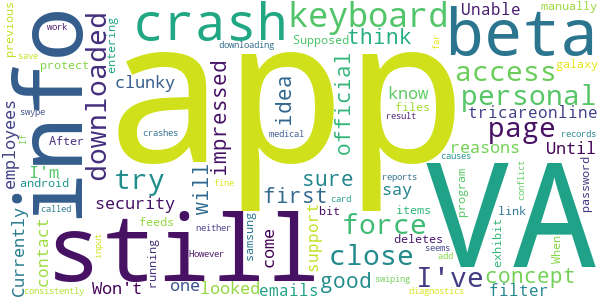 app
VA
still
info
beta
crash
keyboard
think
Unable
manually
previous
work
downloaded
entering
Supposed
downloading
far
save
protect
clunky
idea
official
know
files
access
galaxy
personal
tricareonline
employees
If
swype
After
I'm
android
impressed
crashes
medical
result
page
records
reasons
Until
password
try
will
first
sure
say
reports
card
fine
causes
Currently
contact
called
security
feeds
one
samsung
come
support
bit
force
items
program
link
exhibit
conflict
Won't
running
looked
However
neither
deletes
close
I've
add
seems
When
concept
consistently
input
emails
good
swiping
diagnostics
filter